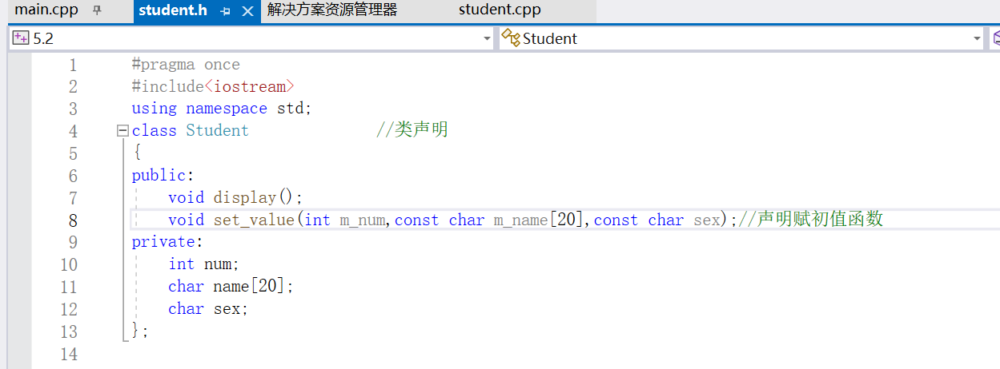 main.cpp student.h 解决方案资源管理器 student.cpp
5.2 Student
1 #pragma once
2 #include<iostream>
3 using namespace std;
4 class Student //类声明
5 {
6 public:
7 void display();
8 void set_value(int m_num,const char m_name[20],const char sex);//声明赋初值函数
9 private:
10 int num;
11 char name[20];
12 char sex;
13 };
14